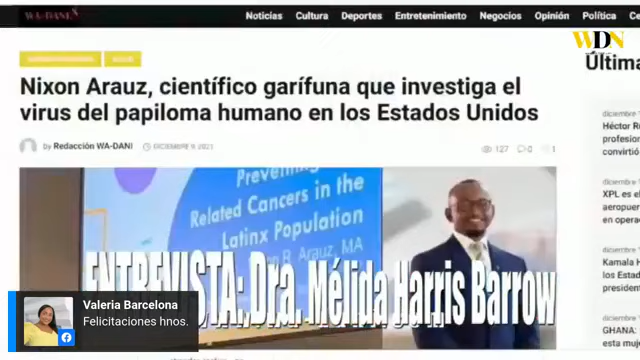 WA-DANI
Noticias Cultura Deportes Entretenimiento Negocios Opinión Política
WDN
Nixon Arauz, científico garífuna que investiga el
virus del papiloma humano en los Estados Unidos
by Redacción WA-DANI DICIEMBRE 9, 2021 127 0 1
Related Cancers in the
Latinx Population
Arauz, MA
ENTREVISTA: Dra. Mélida Harris Barrow
Valeria Barcelona
Felicitaciones hnos.
Última
diciembre
Héctor R
profesion
convirtió
diciembre
XPL es el
aeropuer
en opera
diciembre
Kamala H
los Estad
president
diciembre
GHANA:
esta muje